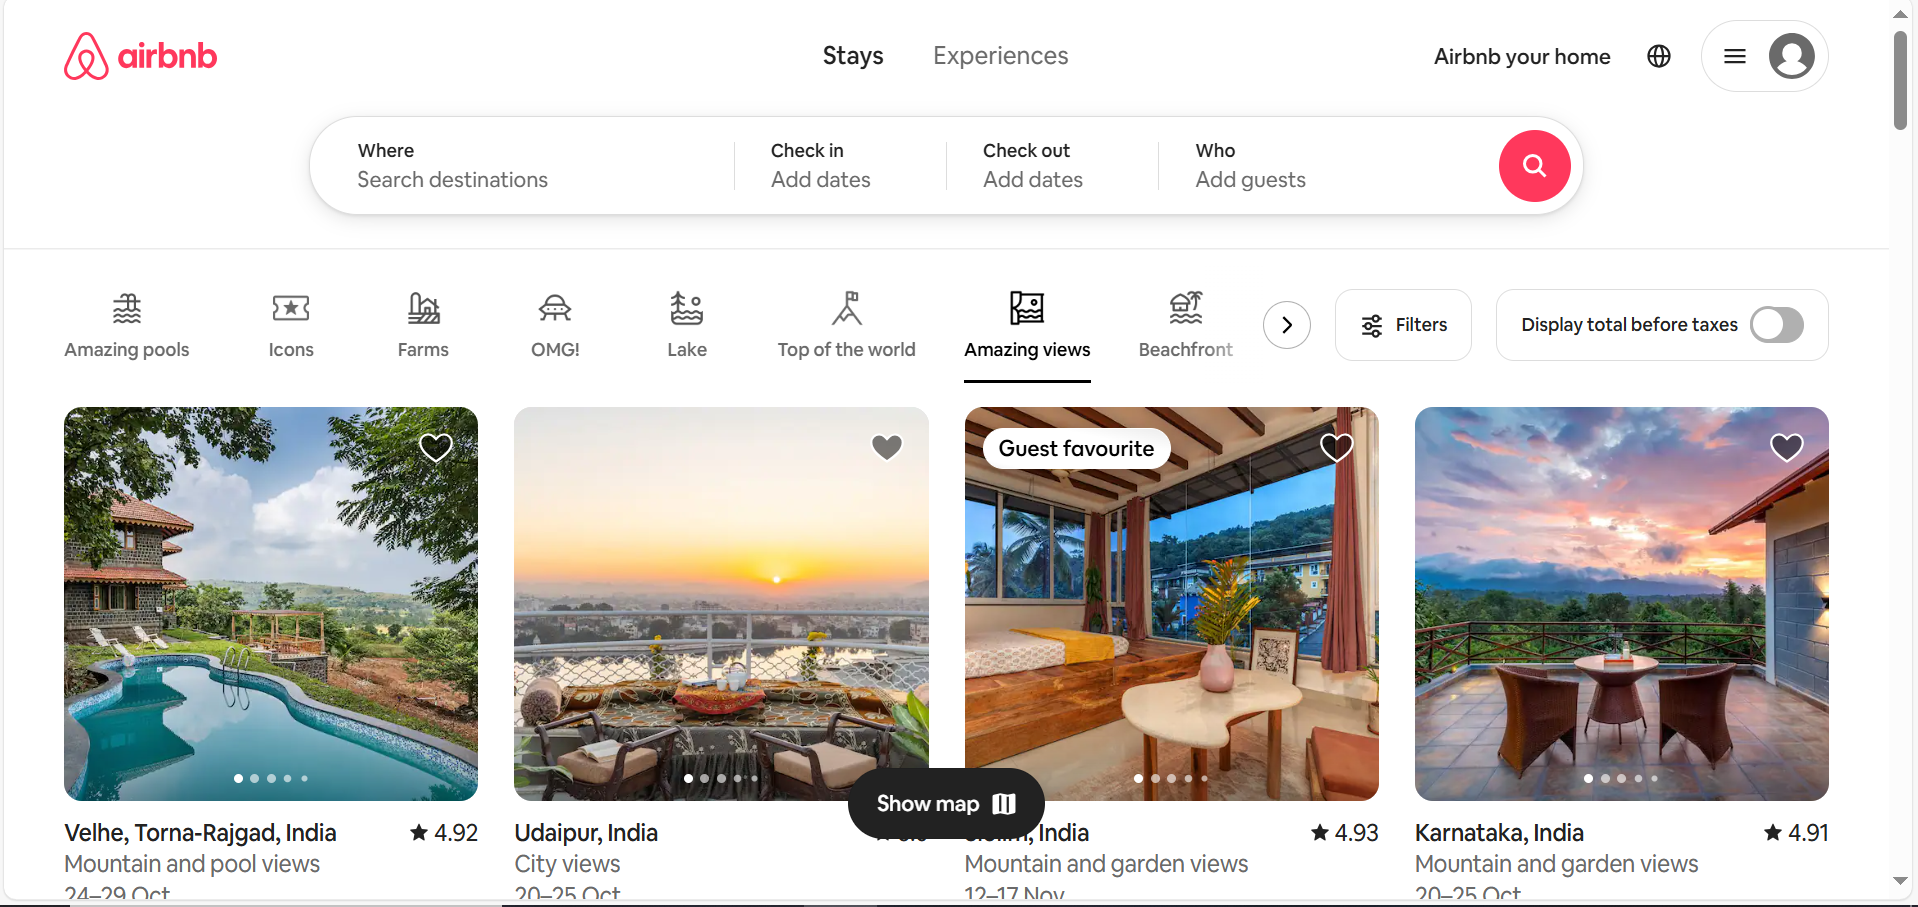 airbnb
Stays Experiences
Airbnb your home
Where
Search destinations
Check in
Add dates
Check out
Add dates
Who
Add guests
Amazing pools
Icons
Farms
OMG!
Lake
Top of the world
Amazing views
Beachfront
Filters
Display total before taxes
Guest favourite
Show map
Velhe, Torna-Rajgad, India 4.92
Mountain and pool views
24–29 Oct
Udaipur, India
City views
20–25 Oct
India 4.93
Mountain and garden views
12–17 Nov
Karnataka, India 4.91
Mountain and garden views
20–25 Oct